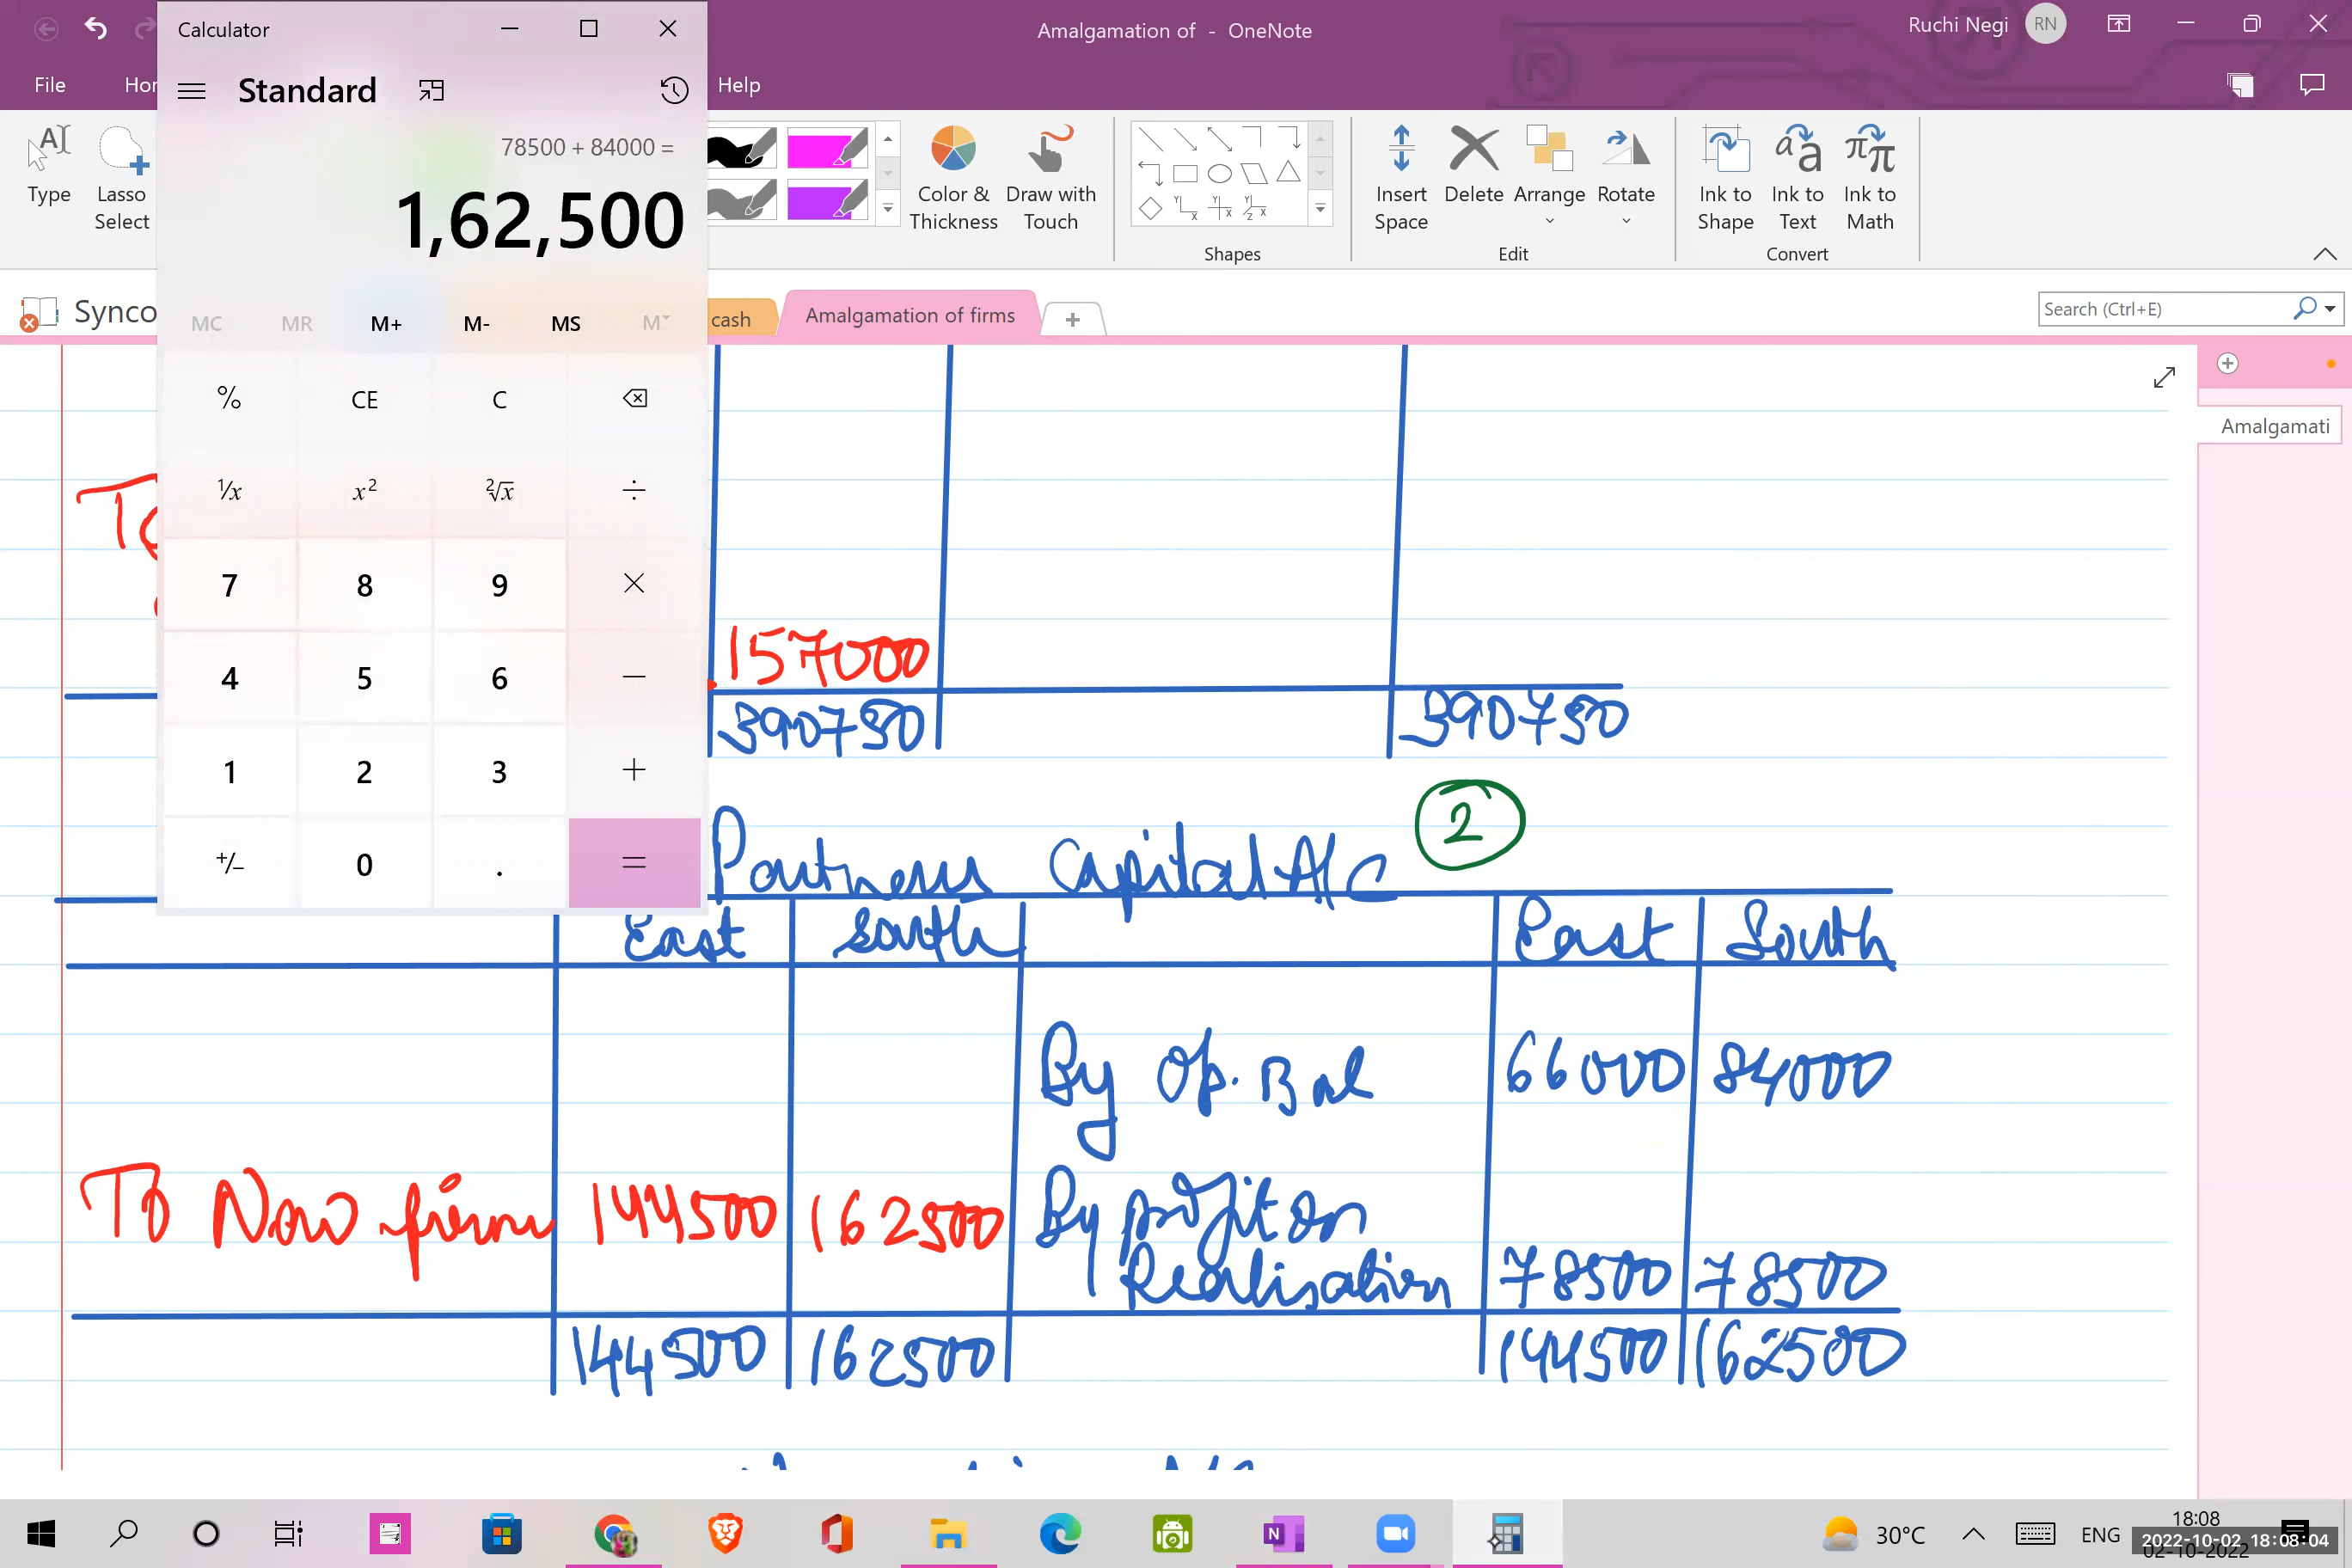 Calculator
Amalgamation of - OneNote
Ruchi Negi
RN
File
Hor
Help
Standard
78500 + 84000 =
1,62,500
Type
Lasso Select
Color & Thickness
Draw with Touch
Shapes
Insert Space
Delete
Arrange
Rotate
Edit
Ink to Shape
Ink to Text
Ink to Math
Convert
Synco
cash
Amalgamation of firms
+
Search (Ctrl+E)
MC MR M+ M- MS M
Amalgamati
% CE C
1/x x² ²√x ÷
7 8 9 ×
4 5 6 −
1 2 3 +
+/− 0 . =
157000
390750 390750
Partners Capital A/C 2
East South East South
By Op. Bal 66000 84000
To New firm 144500 162500 By profit on
Realisation 78500 78500
144500 162500 144500 162500
30°C
ENG
18:08
02-10-2022
2022-10-02 18:08:04